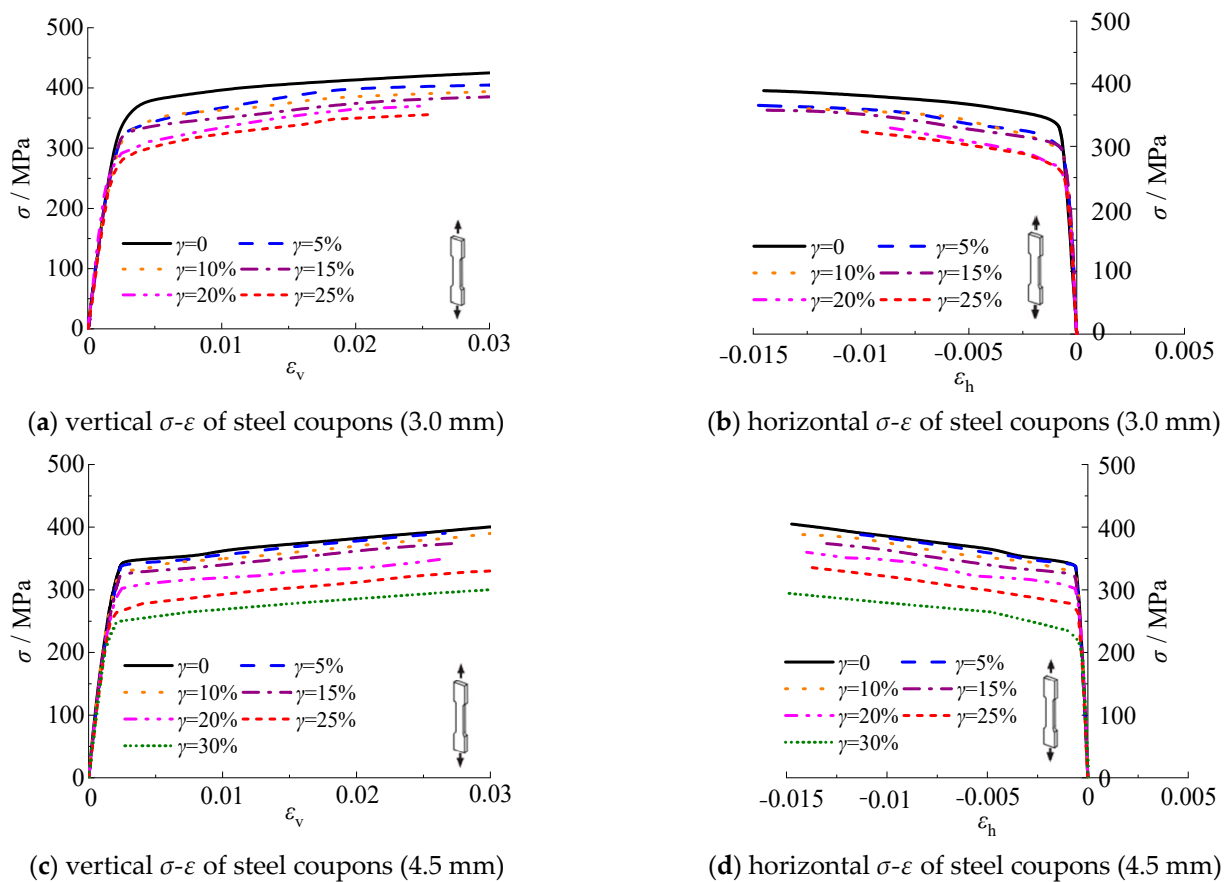 500
400
300
200
100
0
σ / MPa
γ=0 γ=5%
γ=10% γ=15%
γ=20% γ=25%
0 0.01 0.02 0.03
εv
(a) vertical σ-ε of steel coupons (3.0 mm)
500
400
300
200
100
0
σ / MPa
γ=0 γ=5%
γ=10% γ=15%
γ=20% γ=25%
-0.015 -0.010 -0.005 0 0.005
εh
(b) horizontal σ-ε of steel coupons (3.0 mm)
500
400
300
200
100
0
σ / MPa
γ=0 γ=5%
γ=10% γ=15%
γ=20% γ=25%
γ=30%
0 0.01 0.02 0.03
εv
(c) vertical σ-ε of steel coupons (4.5 mm)
500
400
300
200
100
0
σ / MPa
γ=0 γ=5%
γ=10% γ=15%
γ=20% γ=25%
γ=30%
-0.015 -0.01 -0.005 0 0.005
εh
(d) horizontal σ-ε of steel coupons (4.5 mm)